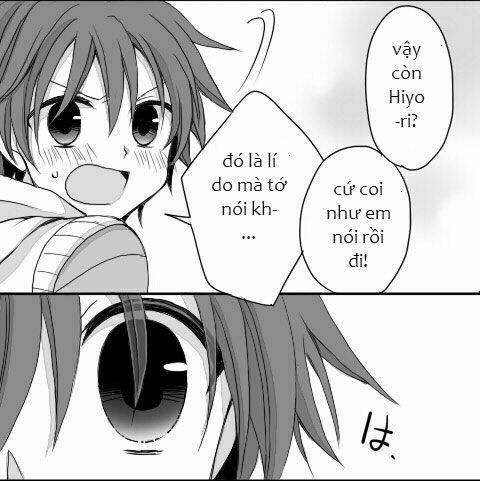 vậy
còn
Hiyo
-ri?
cứ coi
như em
nói rồi
đi!
đó là lí
do mà tớ
nói kh-
...
は、